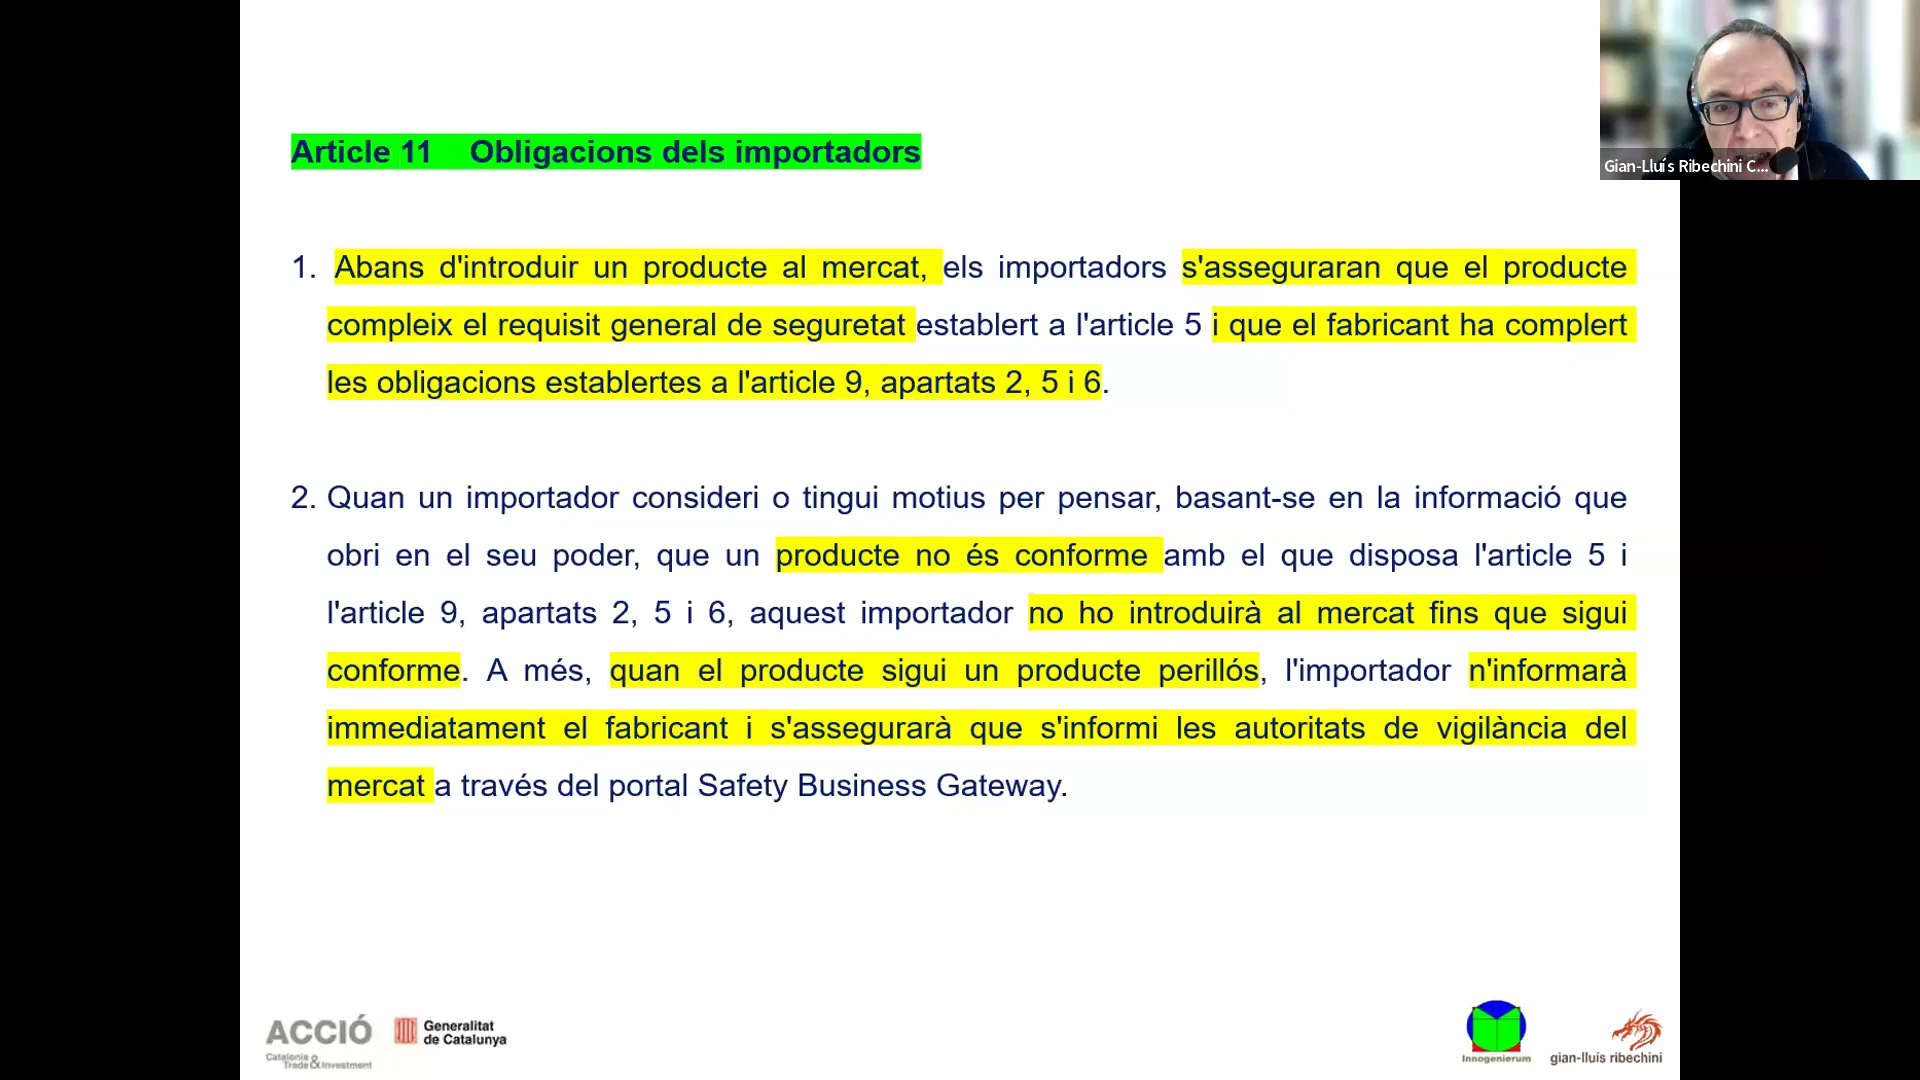 Gian-Lluís Ribechini C...
Article 11 Obligacions dels importadors
1. Abans d'introduir un producte al mercat, els importadors s'asseguraran que el producte
compleix el requisit general de seguretat establert a l'article 5 i que el fabricant ha complert
les obligacions establertes a l'article 9, apartats 2, 5 i 6.
2. Quan un importador consideri o tingui motius per pensar, basant-se en la informació que
obri en el seu poder, que un producte no és conforme amb el que disposa l'article 5 i
l'article 9, apartats 2, 5 i 6, aquest importador no ho introduirà al mercat fins que sigui
conforme. A més, quan el producte sigui un producte perillós, l'importador n'informarà
immediatament el fabricant i s'assegurarà que s'informi les autoritats de vigilància del
mercat a través del portal Safety Business Gateway.
ACCIÓ
Catalonia
Trade & Investment
Generalitat
de Catalunya
Innogenierum
gian-lluís ribechini